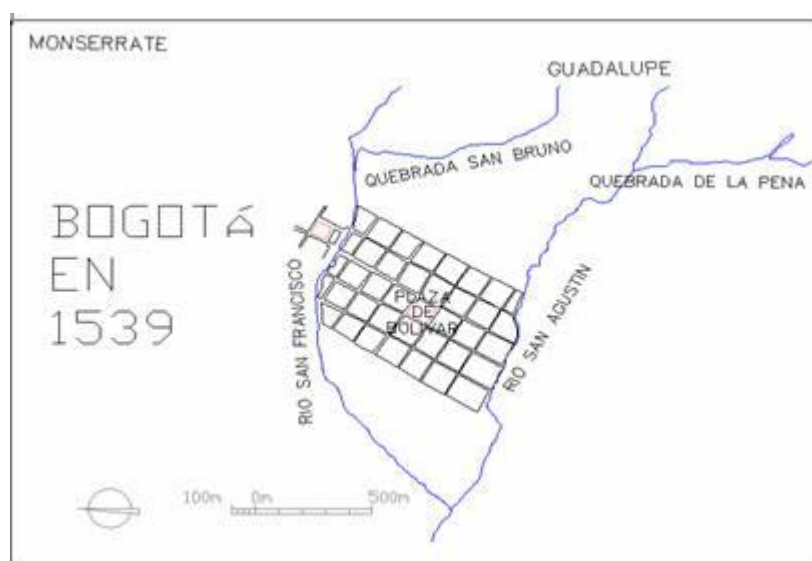 MONSERRATE
GUADALUPE
QUEBRADA SAN BRUNO
QUEBRADA DE LA PENA
BOGOTÁ
EN
1539
PLAZA
DE
BOLIVAR
RIO SAN FRANCISCO
RIO SAN AGUSTIN
100m 0m 500m